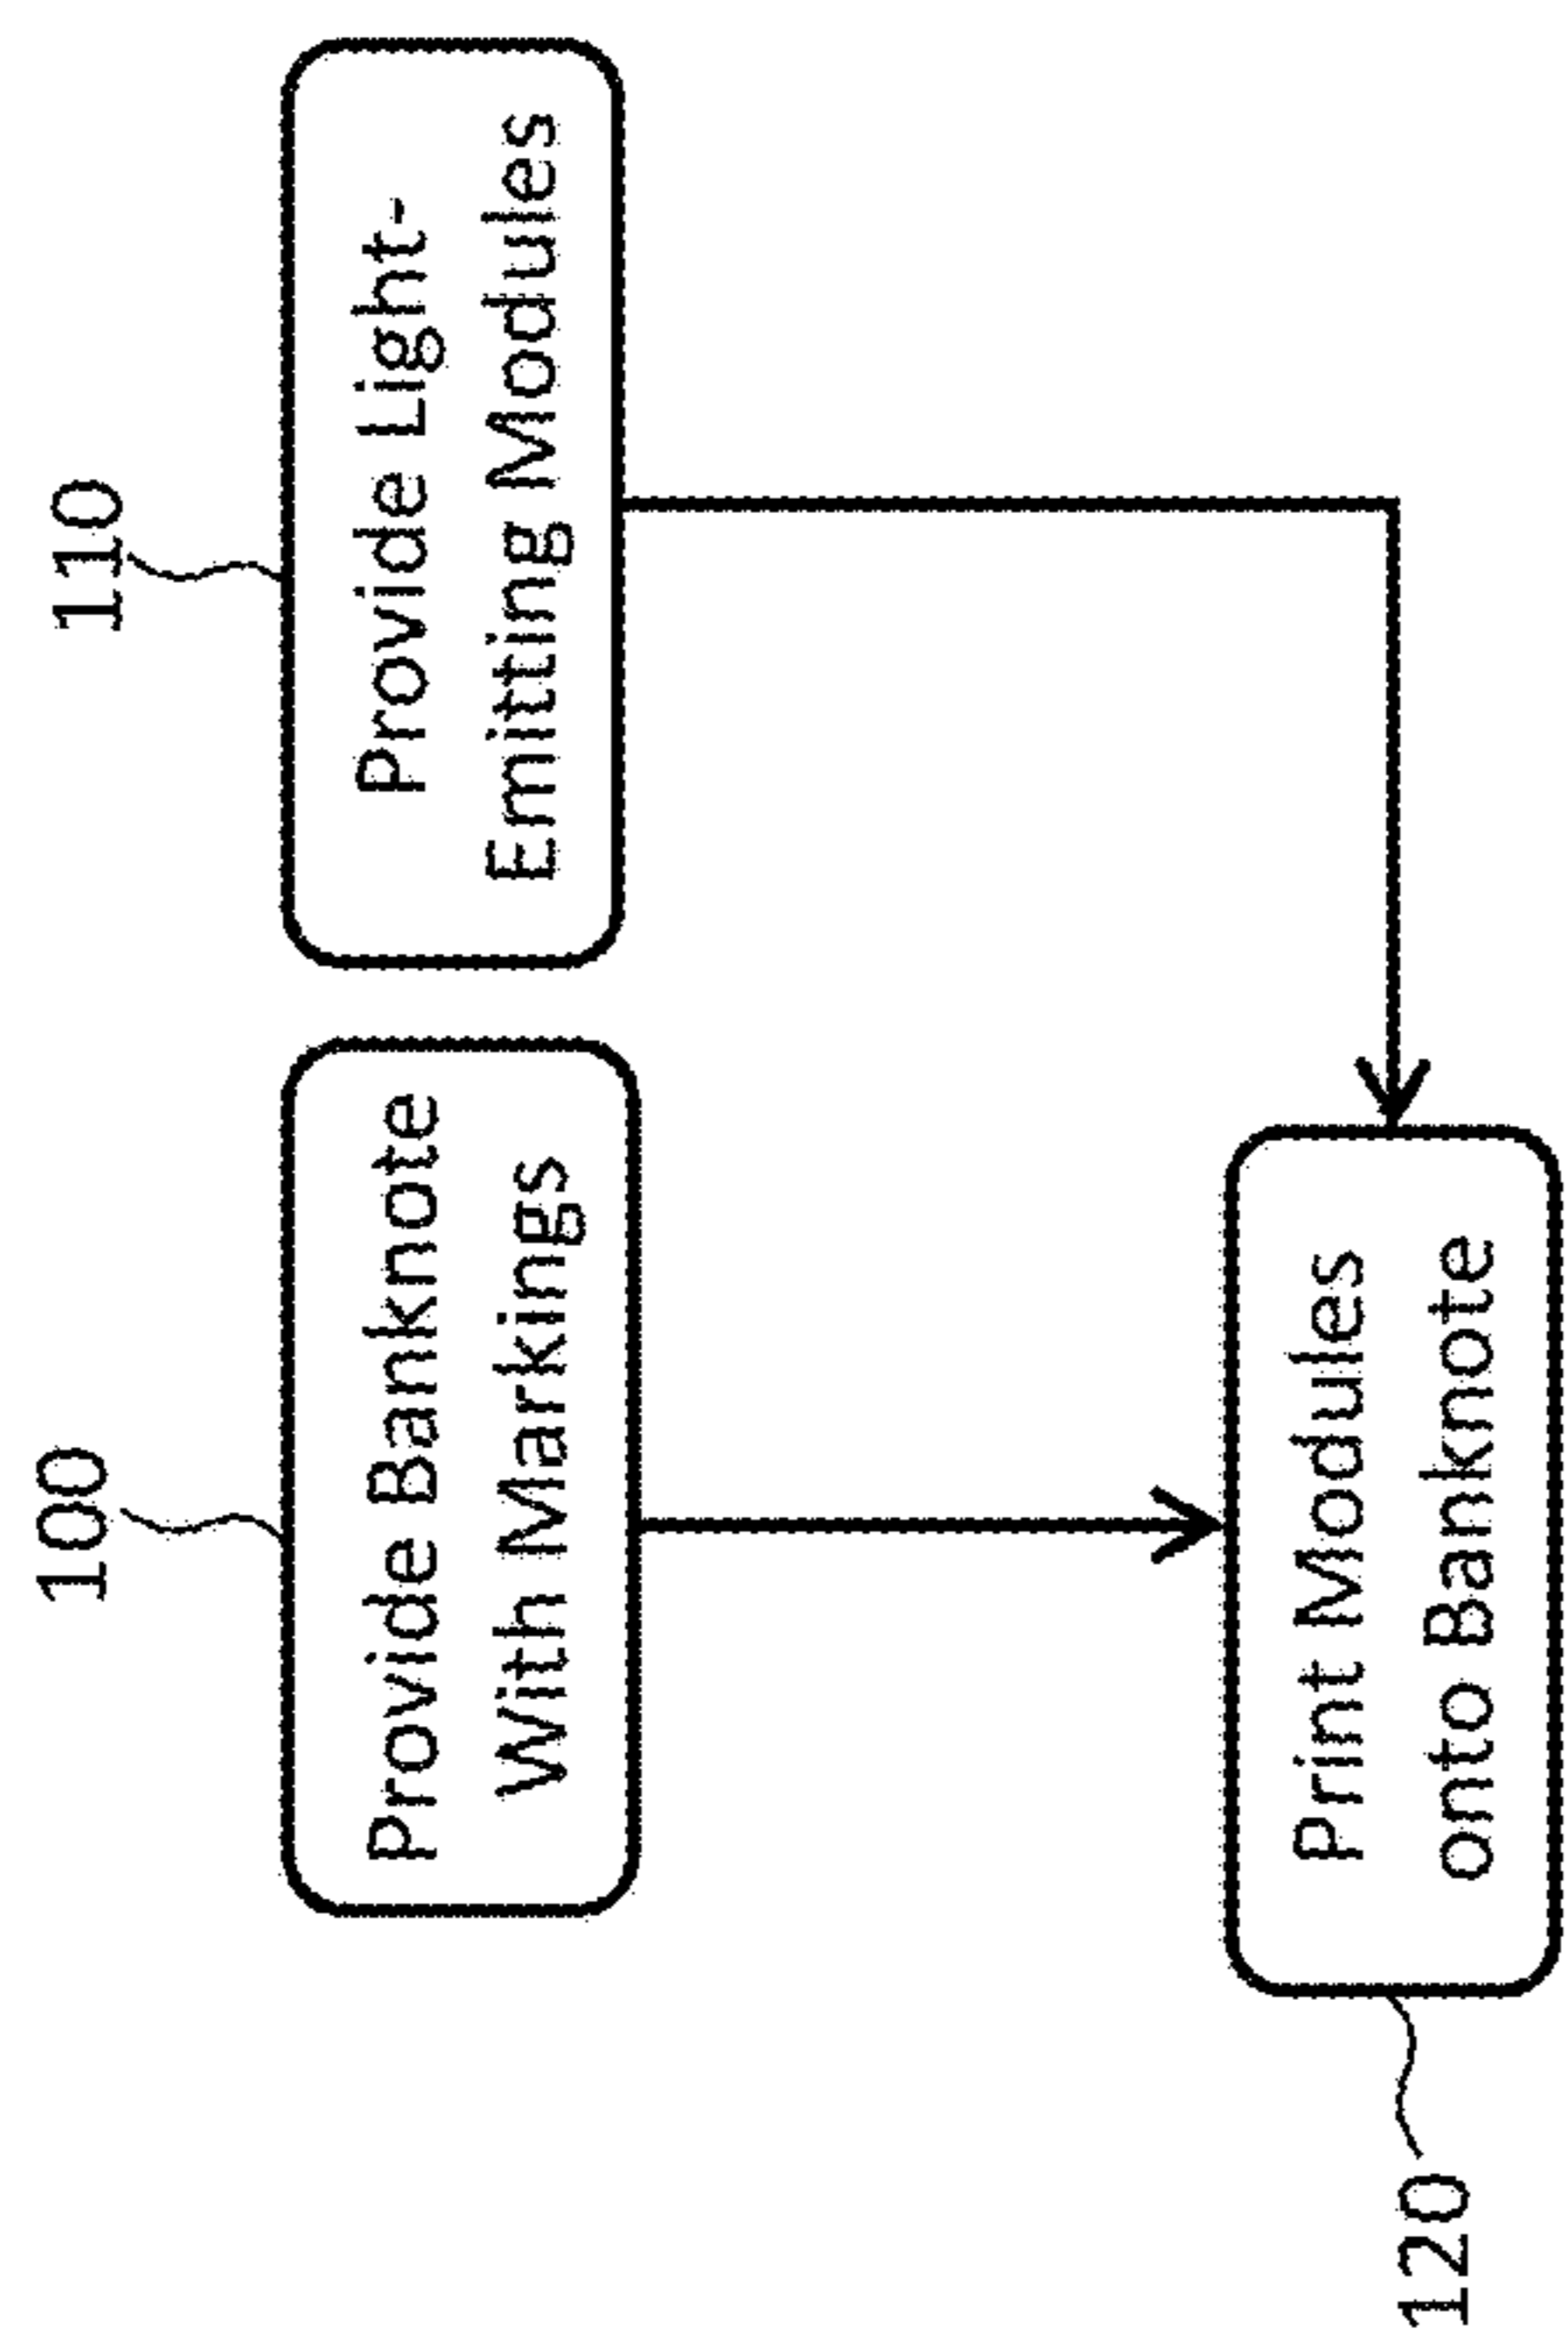 100
110
Provide Banknote
With Markings
Provide Light-
Emitting Modules
120
Print Modules
onto Banknote